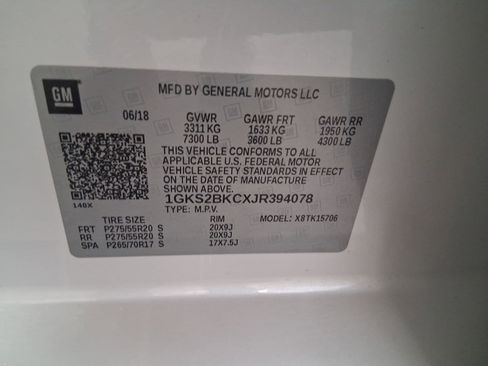 GM
MFD BY GENERAL MOTORS LLC
06/18 GVWR GAWR FRT GAWR RR
3311 KG 1633 KG 1950 KG
7300 LB 3600 LB 4300 LB
THIS VEHICLE CONFORMS TO ALL APPLICABLE
U.S. FEDERAL MOTOR
VEHICLE SAFETY STANDARDS IN EFFECT
ON THE DATE OF MANUFACTURE SHOWN ABOVE.
140X 1GKS2BKCXJR394078
TYPE: M.P.V. MODEL: X8TK15706
TIRE SIZE RIM
FRT P275/55R20 S 20X9J
RR P275/55R20 S 20X9J
SPA P265/70R17 S 17X7.5J